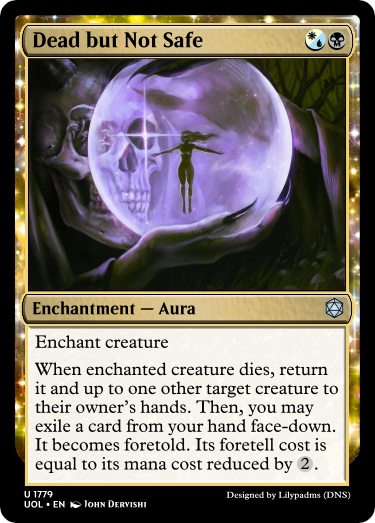 Dead but Not Safe
Enchantment — Aura
Enchant creature
When enchanted creature dies, return
it and up to one other target creature to
their owner's hands. Then, you may
exile a card from your hand face-down.
It becomes foretold. Its foretell cost is
equal to its mana cost reduced by 2.
U 1779
UOL • EN John Dervishi
Designed by Lilypadms (DNS)